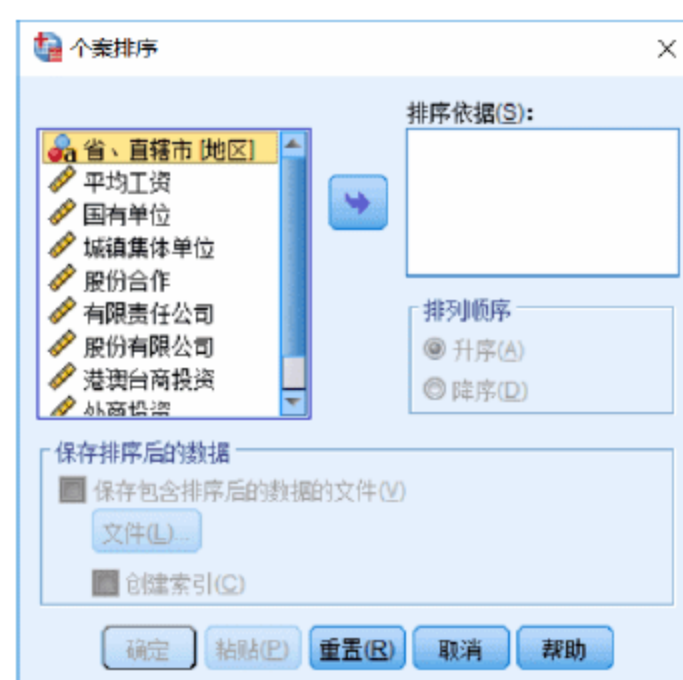 个案排序
排序依据(S):
省、直辖市 [地区]
平均工资
国有单位
城镇集体单位
股份合作
有限责任公司
股份有限公司
港澳台商投资
外商投资
排列顺序
升序(A)
降序(D)
保存排序后的数据
保存包含排序后的数据的文件(V)
文件(L)...
创建索引(C)
确定 粘贴(P) 重置(R) 取消 帮助